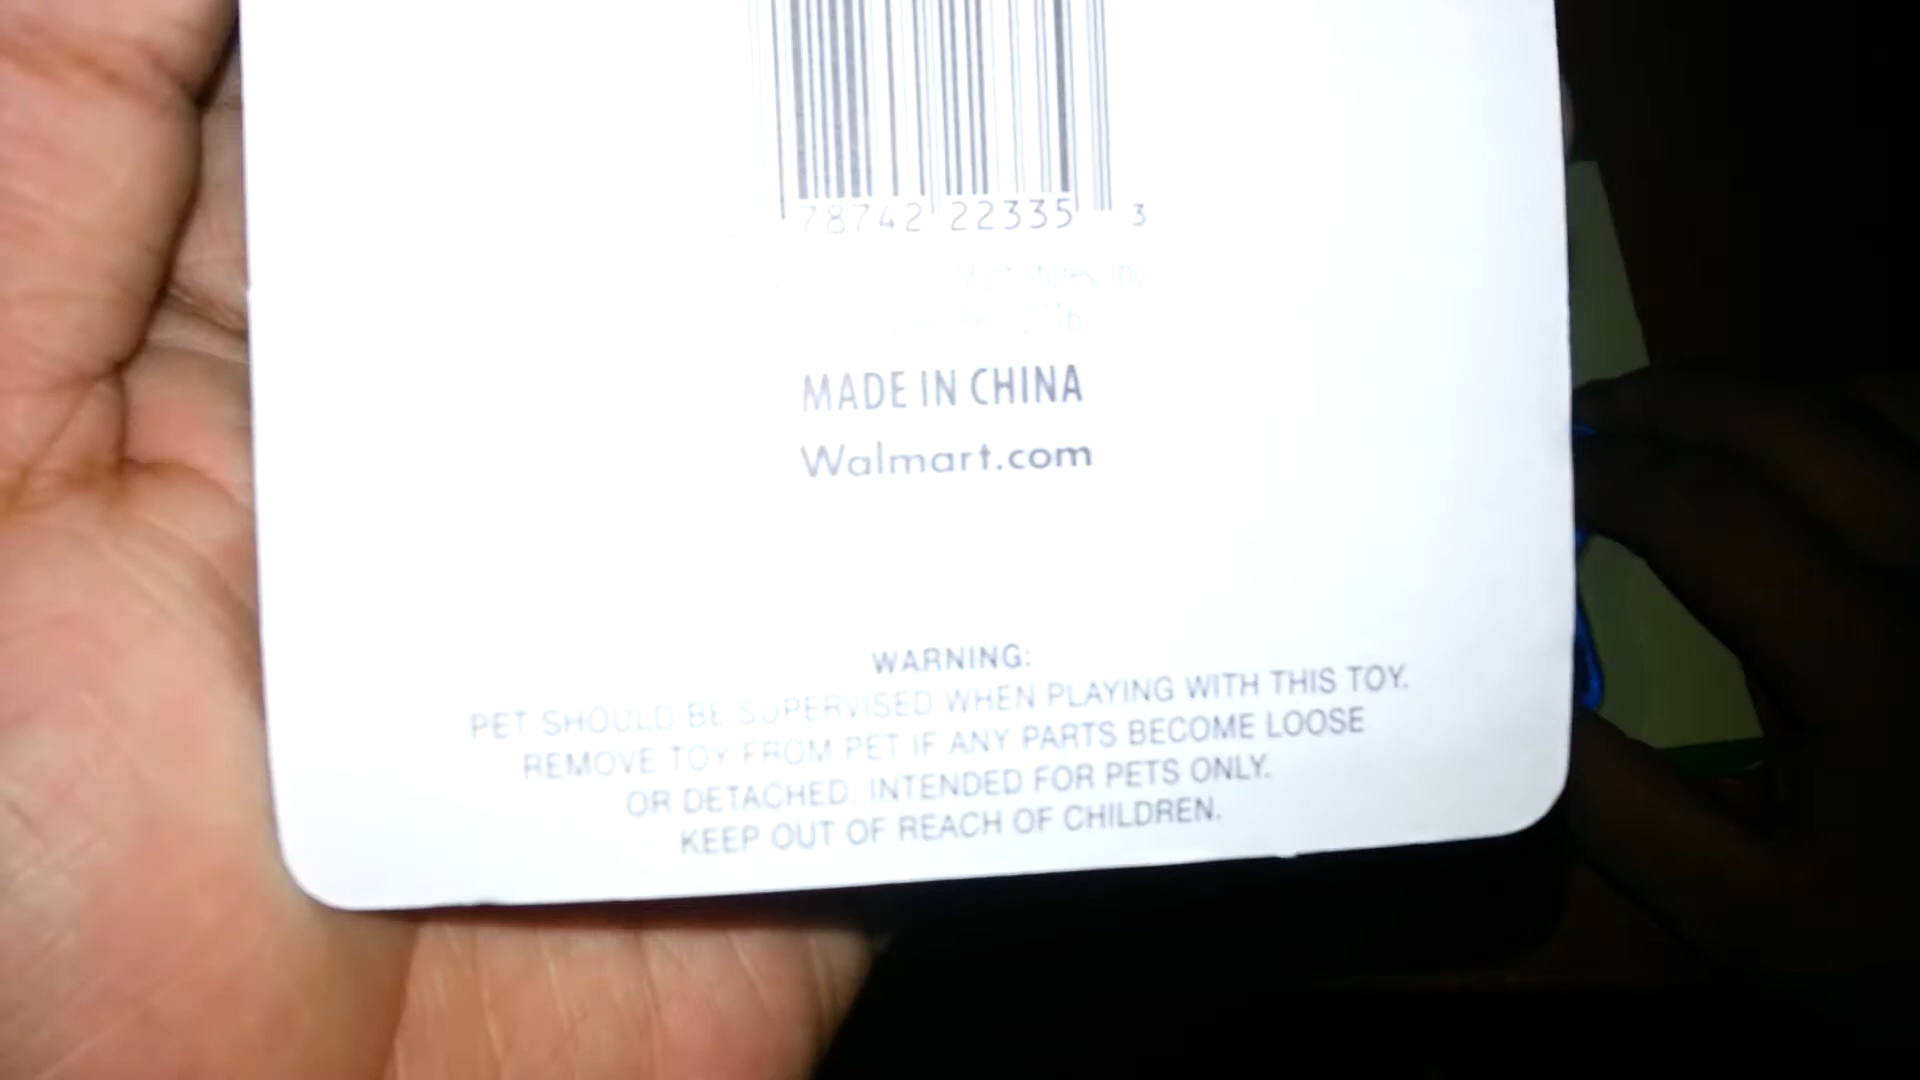 78742 22335 3
Stores, Inc
MADE IN CHINA
Walmart.com
WARNING:
PET SHOULD BE SUPERVISED WHEN PLAYING WITH THIS TOY.
REMOVE TOY FROM PET IF ANY PARTS BECOME LOOSE
OR DETACHED. INTENDED FOR PETS ONLY.
KEEP OUT OF REACH OF CHILDREN.